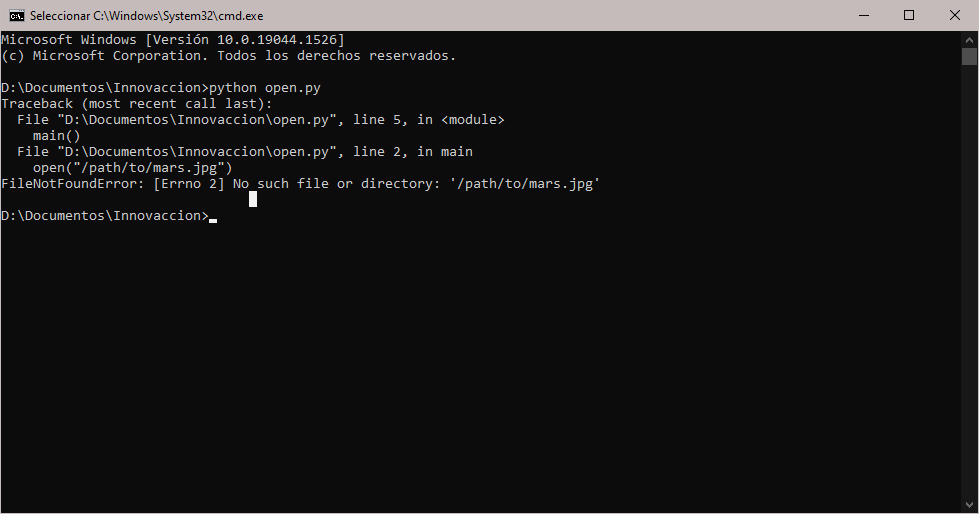 Seleccionar C:\Windows\System32\cmd.exe
Microsoft Windows [Versión 10.0.19044.1526]
(c) Microsoft Corporation. Todos los derechos reservados.
D:\Documentos\Innovaccion>python open.py
Traceback (most recent call last):
  File "D:\Documentos\Innovaccion\open.py", line 5, in <module>
    main()
  File "D:\Documentos\Innovaccion\open.py", line 2, in main
    open("/path/to/mars.jpg")
FileNotFoundError: [Errno 2] No such file or directory: '/path/to/mars.jpg'
D:\Documentos\Innovaccion>